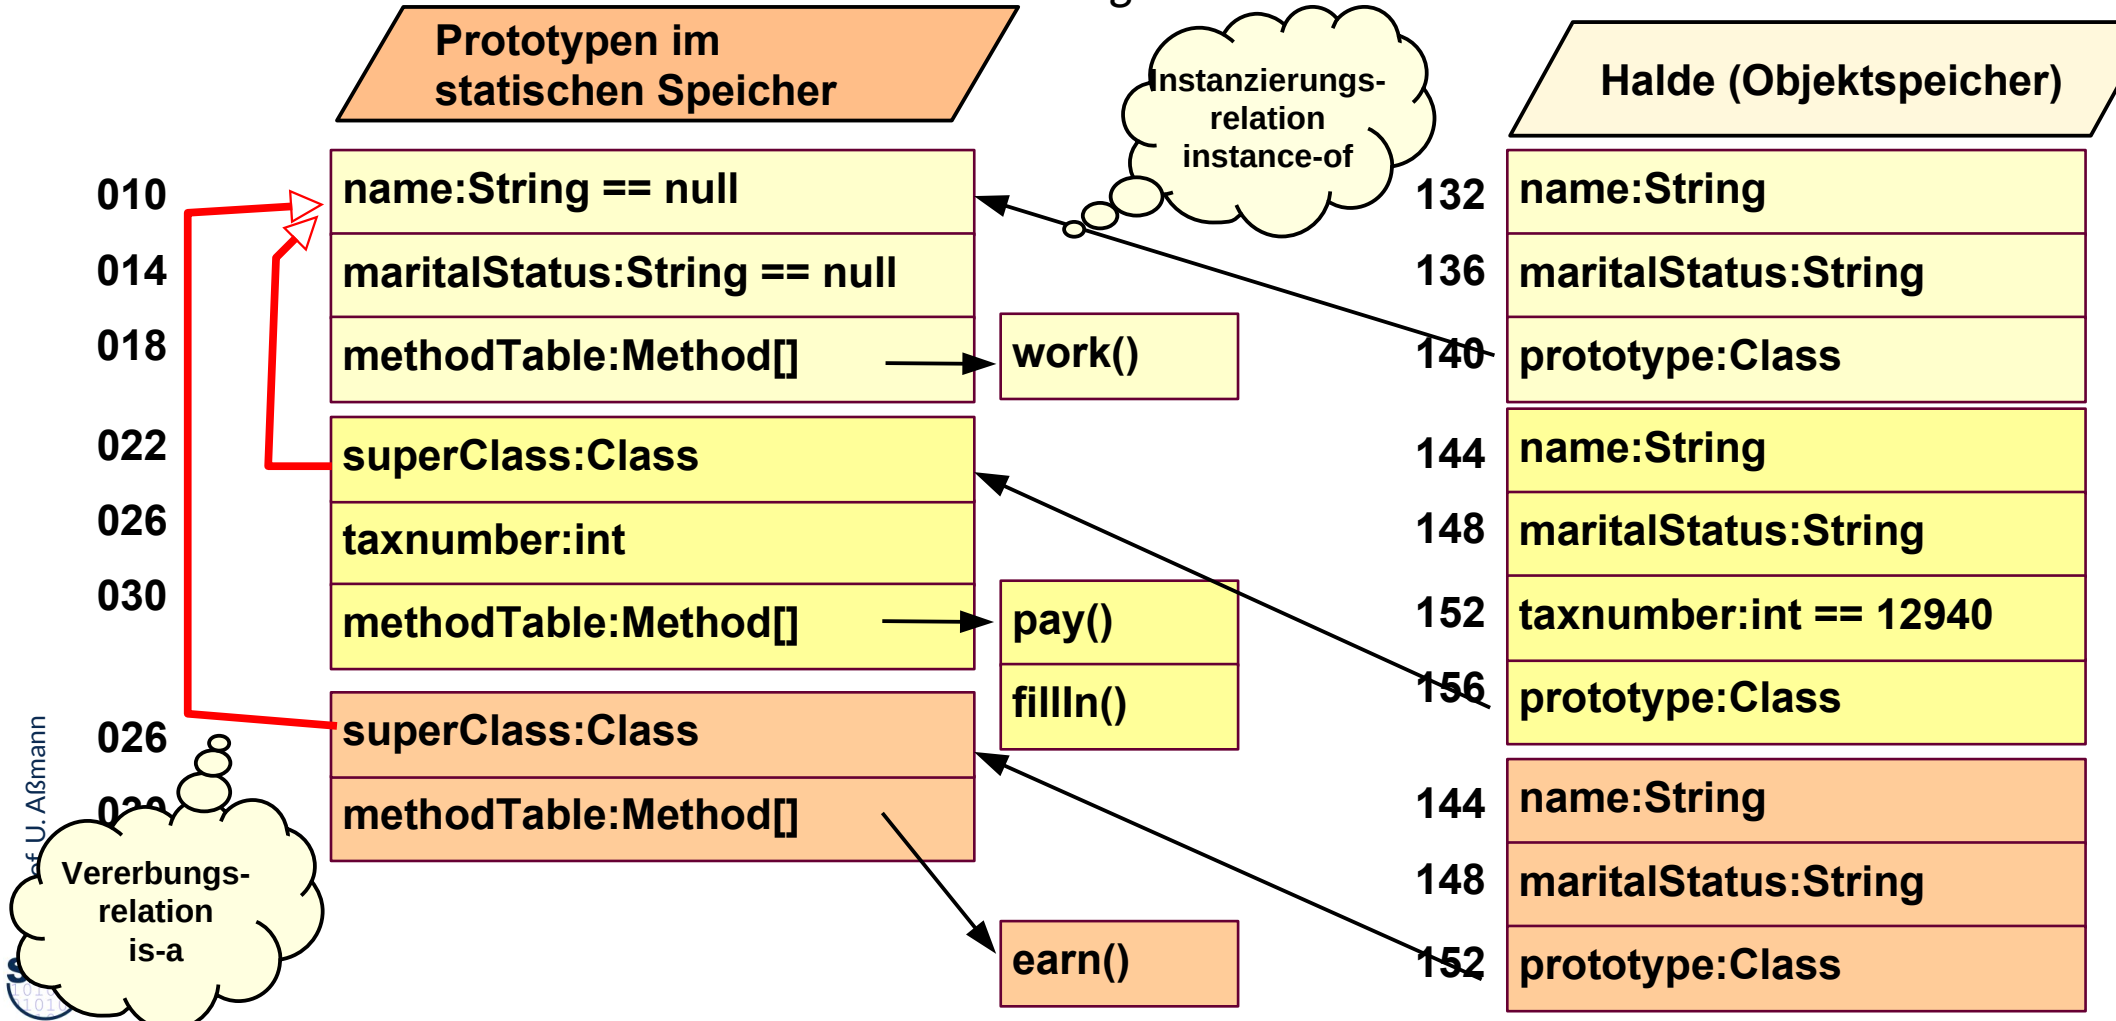 Prototypen im
statischen Speicher
Instanzierungs-
relation
instance-of
Halde (Objektspeicher)
010
name:String == null
014
maritalStatus:String == null
018
methodTable:Method[]
work()
022
superClass:Class
026
taxnumber:int
030
methodTable:Method[]
pay()
fillIn()
026
superClass:Class
methodTable:Method[]
earn()
132
name:String
136
maritalStatus:String
140
prototype:Class
144
name:String
148
maritalStatus:String
152
taxnumber:int == 12940
156
prototype:Class
144
name:String
148
maritalStatus:String
152
prototype:Class
U. Aßmann
Vererbungs-
relation
is-a